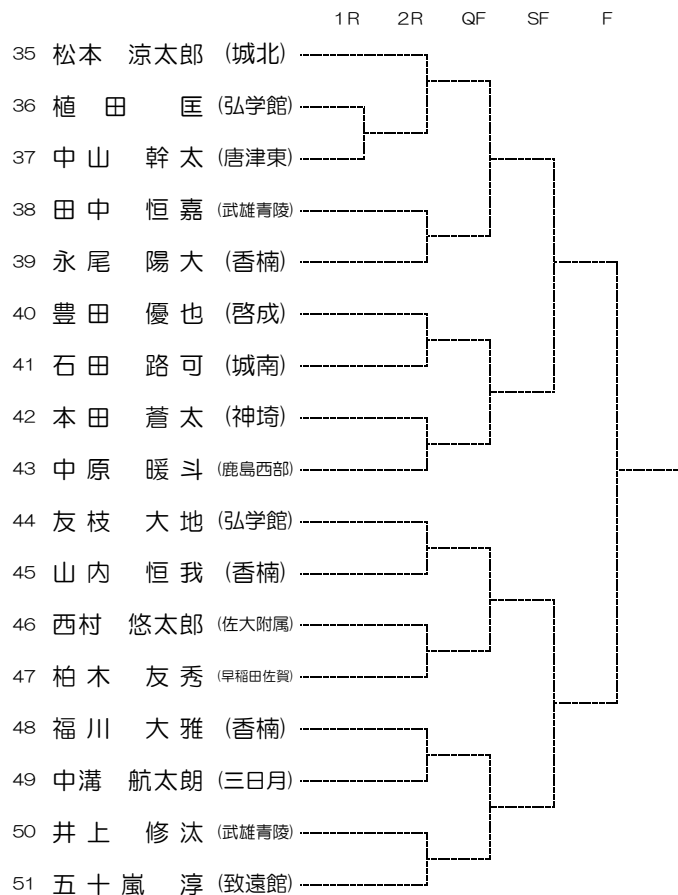 1R 2R QF SF F
35 松本 涼太郎 (城北)
36 植田 匡 (弘学館)
37 中山 幹太 (唐津東)
38 田中 恒嘉 (武雄青陵)
39 永尾 陽大 (香楠)
40 豊田 優也 (啓成)
41 石田 路可 (城南)
42 本田 蒼太 (神埼)
43 中原 暖斗 (鹿島西部)
44 友枝 大地 (弘学館)
45 山内 恒我 (香楠)
46 西村 悠太郎 (佐大附属)
47 柏木 友秀 (早稲田佐賀)
48 福川 大雅 (香楠)
49 中溝 航太朗 (三日月)
50 井上 修汰 (武雄青陵)
51 五十嵐 淳 (致遠館)